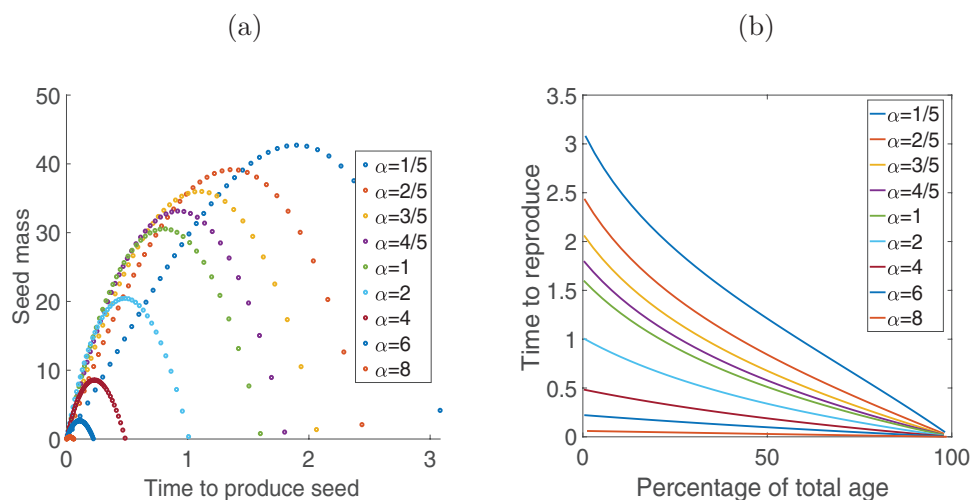 (a)
50
40
30
20
10
0
0
1
2
3
Seed mass
Time to produce seed
α=1/5
α=2/5
α=3/5
α=4/5
α=1
α=2
α=4
α=6
α=8
(b)
3.5
3
2.5
2
1.5
1
0.5
0
0
50
100
Time to reproduce
Percentage of total age
α=1/5
α=2/5
α=3/5
α=4/5
α=1
α=2
α=4
α=6
α=8